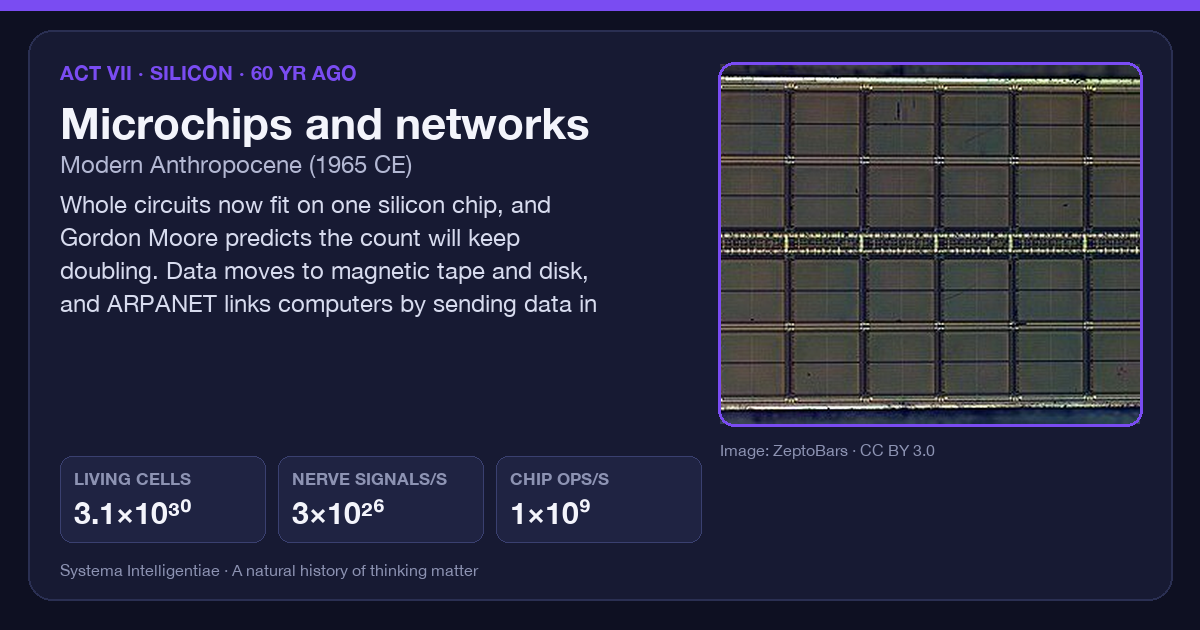 ACT VII · SILICON · 60 YR AGO
Microchips and networks
Modern Anthropocene (1965 CE)
Whole circuits now fit on one silicon chip, and
Gordon Moore predicts the count will keep
doubling. Data moves to magnetic tape and disk,
and ARPANET links computers by sending data in
Image: ZeptoBars · CC BY 3.0
LIVING CELLS
3.1×10³⁰
NERVE SIGNALS/S
3×10²⁶
CHIP OPS/S
1×10⁹
Systema Intelligentiae · A natural history of thinking matter